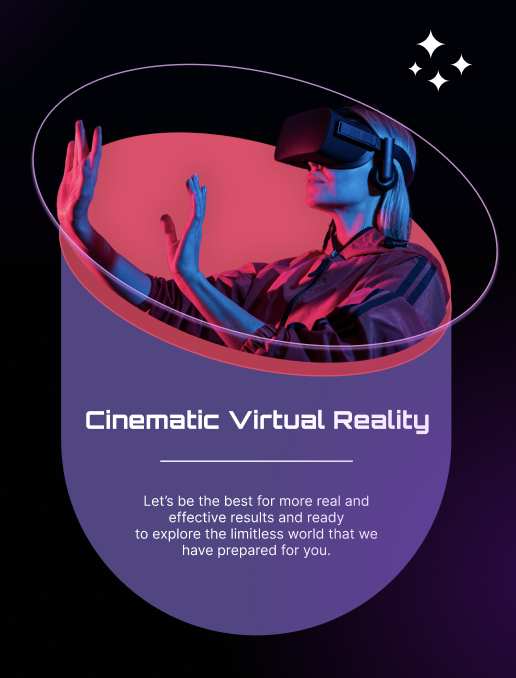 Cinematic Virtual Reality
Let's be the best for more real and
effective results and ready
to explore the limitless world that we
have prepared for you.